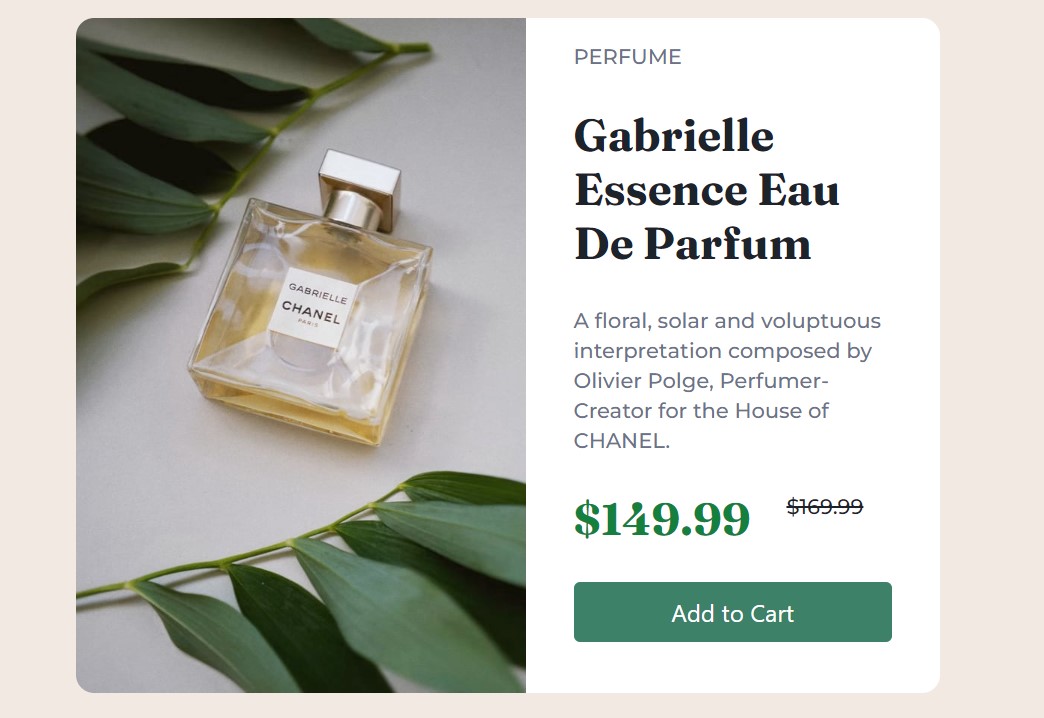 PERFUME
Gabrielle
Essence Eau
De Parfum
A floral, solar and voluptuous
interpretation composed by
Olivier Polge, Perfumer-
Creator for the House of
CHANEL.
$149.99
$169.99
Add to Cart
GABRIELLE
CHANEL
PARIS